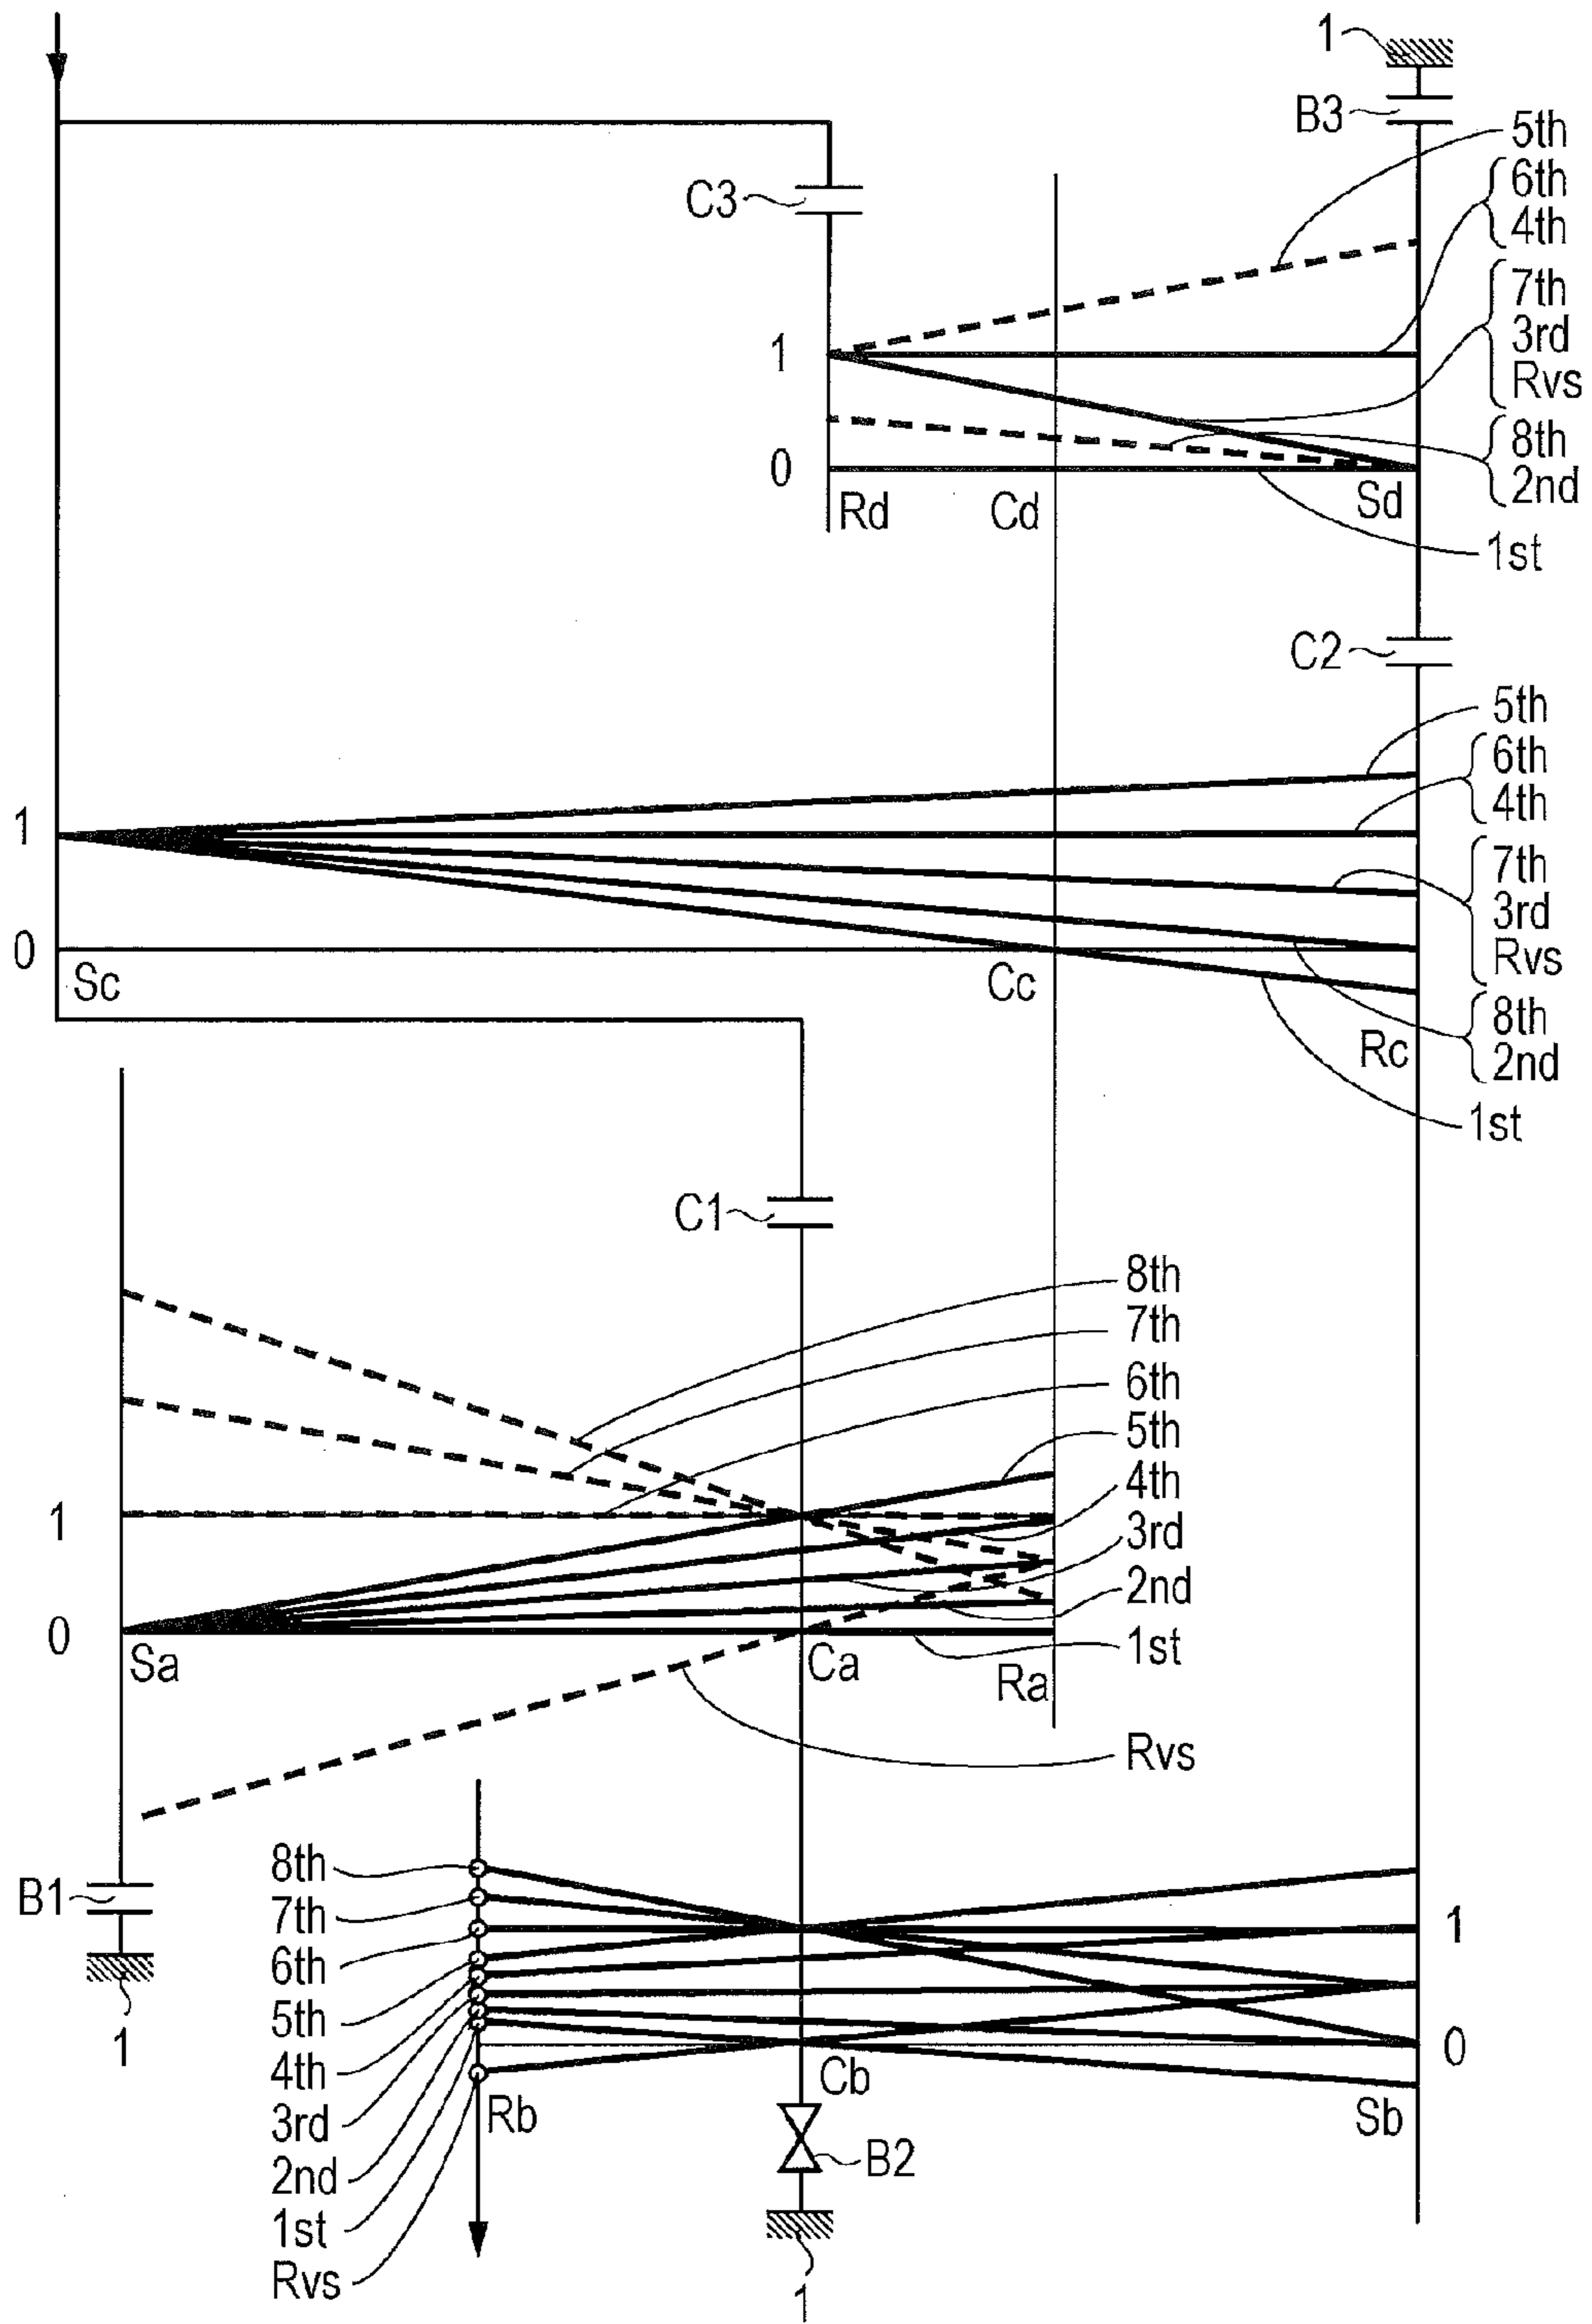 1
B3
5th
6th
4th
C3
7th
3rd
Rvs
1
8th
2nd
0
Rd
Cd
Sd
1st
C2
5th
6th
4th
1
7th
3rd
Rvs
0
Sc
Cc
8th
2nd
Rc
1st
C1
8th
7th
6th
5th
4th
1
3rd
2nd
0
Sa
Ca
Ra
1st
Rvs
8th
B1
7th
1
6th
5th
1
4th
0
Cb
3rd
Rb
Sb
2nd
B2
1st
Rvs
1